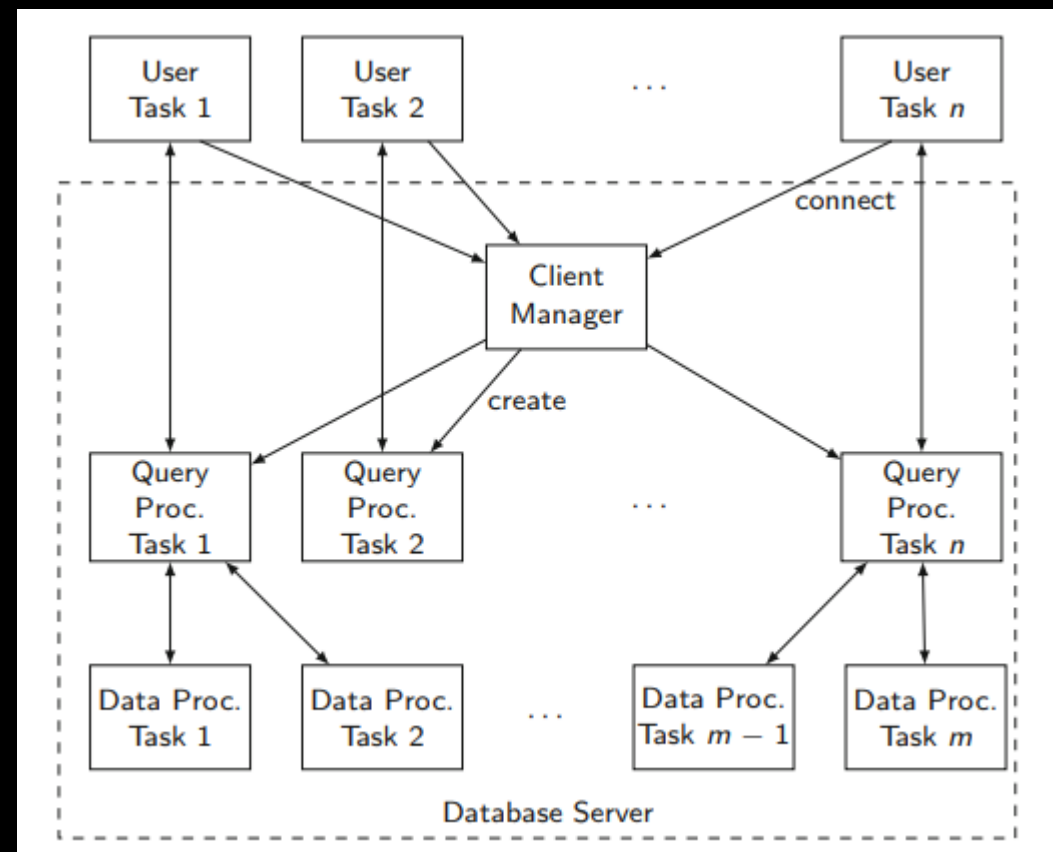 User
Task 1
User
Task 2
. . .
User
Task n
connect
Client
Manager
create
Query
Proc.
Task 1
Query
Proc.
Task 2
. . .
Query
Proc.
Task n
Data Proc.
Task 1
Data Proc.
Task 2
. . .
Data Proc.
Task m − 1
Data Proc.
Task m
Database Server